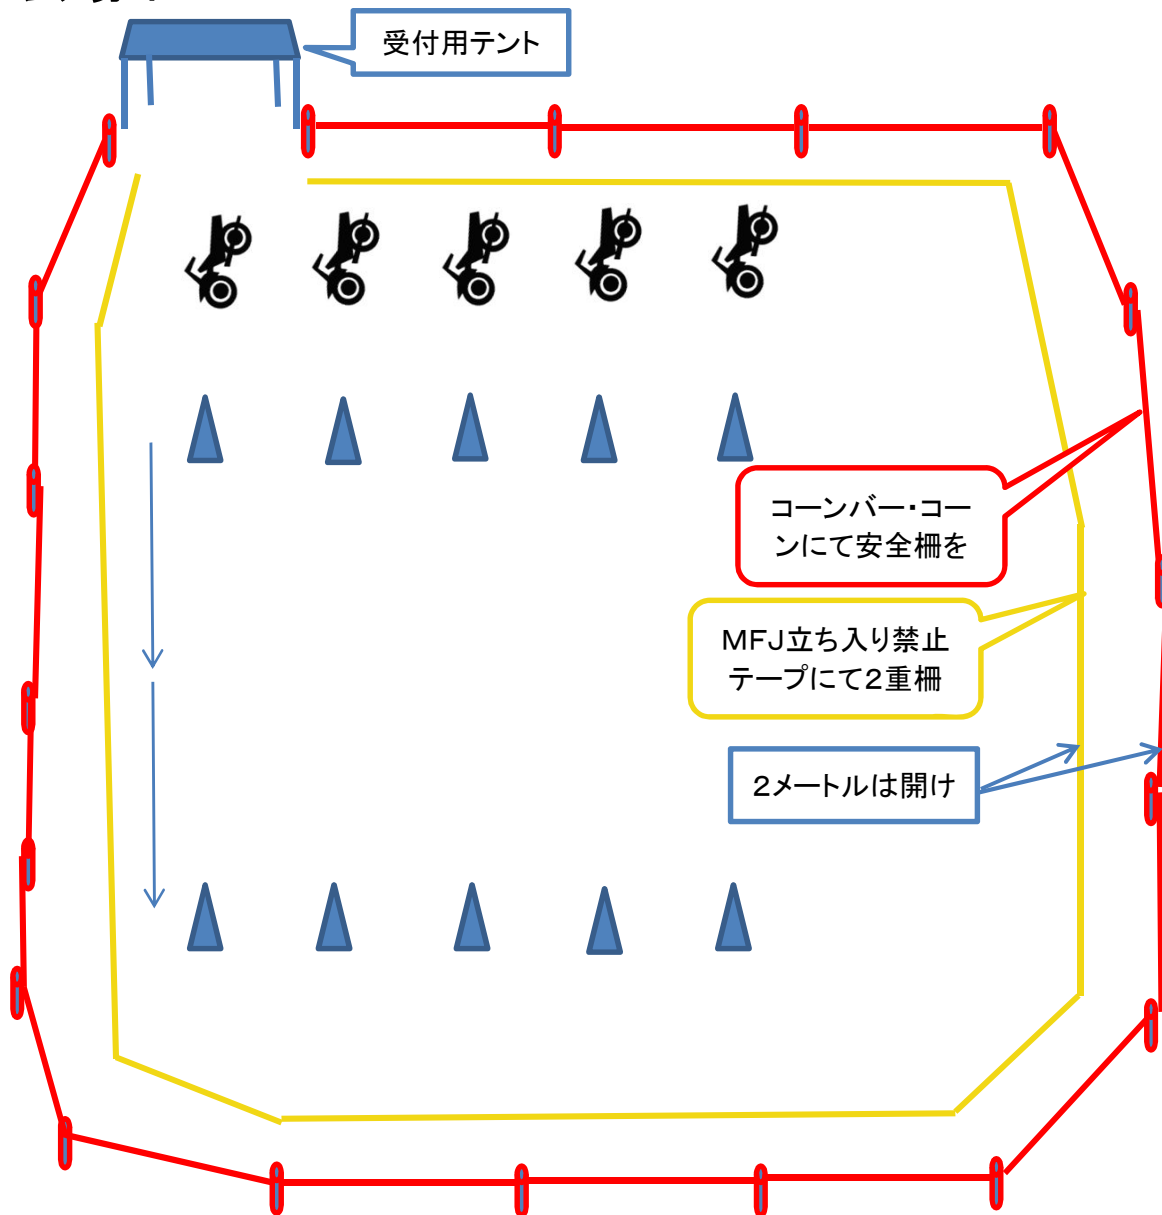 受付用テント
コーンバー・コー
ンにて安全柵を
ＭＦＪ立ち入り禁止
テープにて２重柵
２メートルは開け